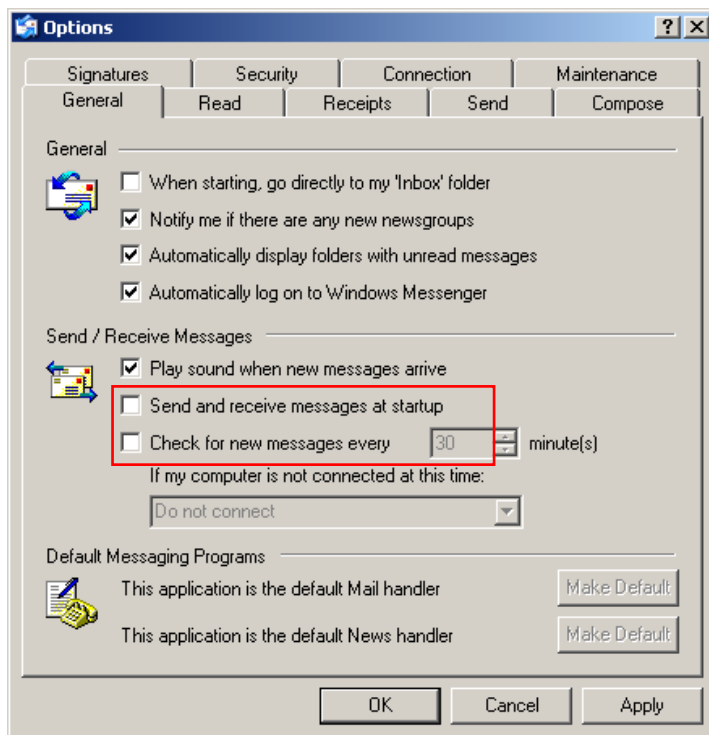 Options
Signatures Security Connection Maintenance
General Read Receipts Send Compose
General
When starting, go directly to my 'Inbox' folder
Notify me if there are any new newsgroups
Automatically display folders with unread messages
Automatically log on to Windows Messenger
Send / Receive Messages
Play sound when new messages arrive
Send and receive messages at startup
Check for new messages every 30 minute(s)
If my computer is not connected at this time:
Do not connect
Default Messaging Programs
This application is the default Mail handler Make Default
This application is the default News handler Make Default
OK Cancel Apply